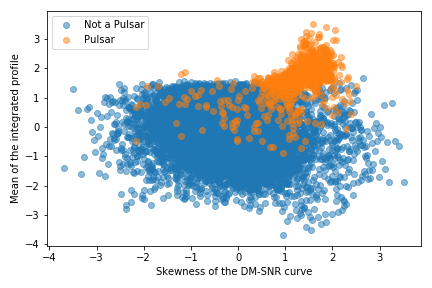 Not a Pulsar
Pulsar
3
2
1
0
−1
−2
−3
−4
Mean of the integrated profile
−4 −3 −2 −1 0 1 2 3
Skewness of the DM-SNR curve